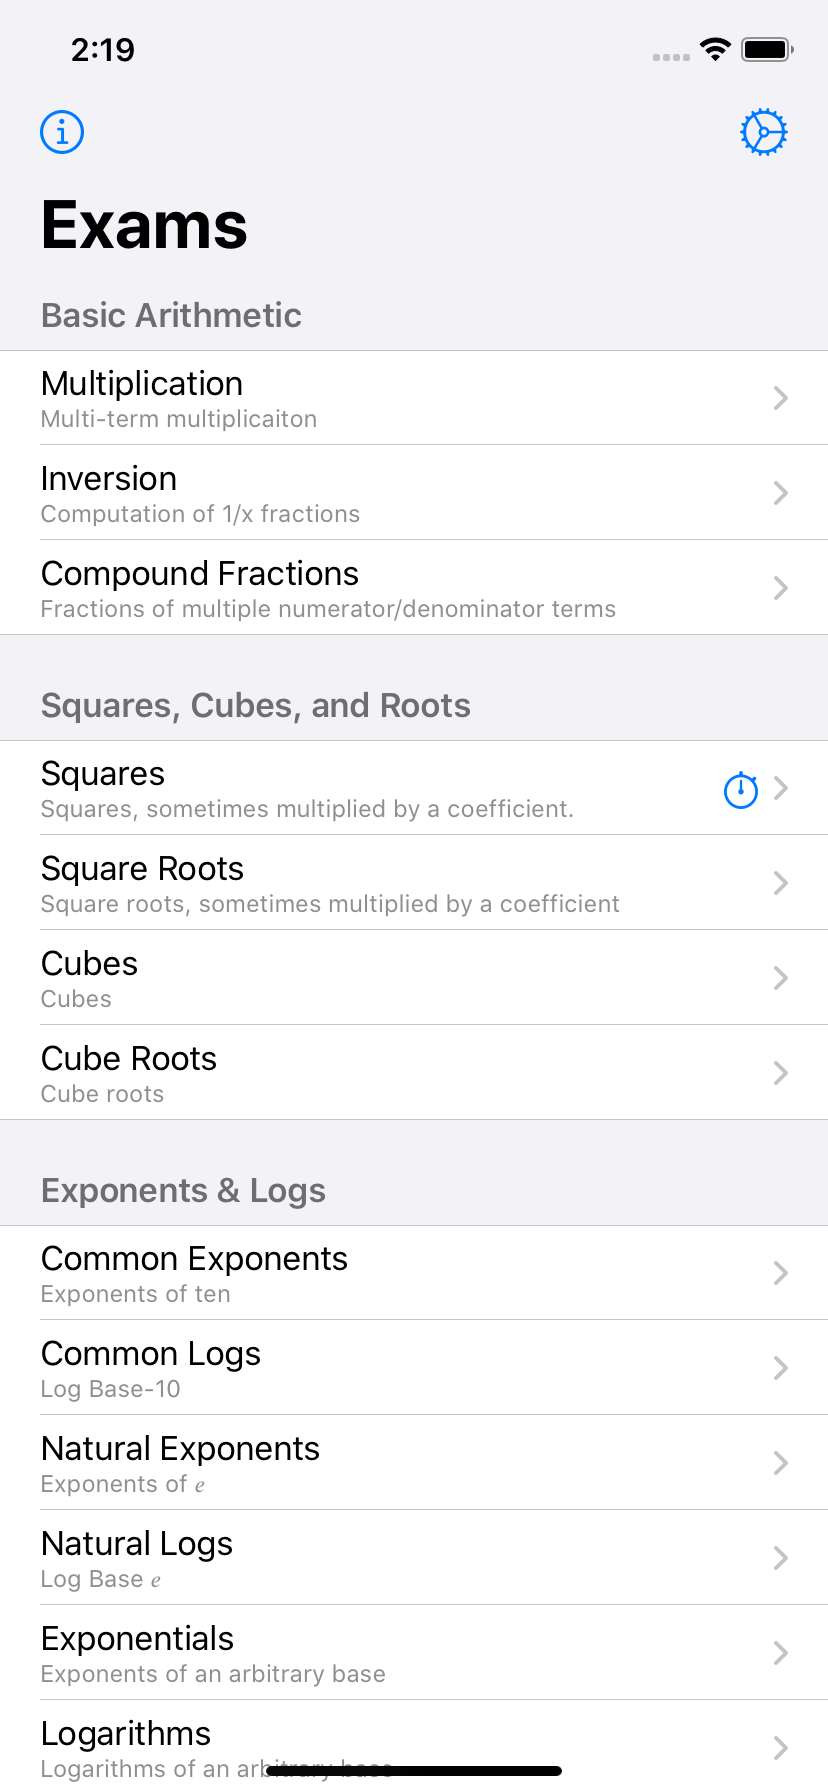 2:19
Exams
Basic Arithmetic
Multiplication
Multi-term multiplicaiton
Inversion
Computation of 1/x fractions
Compound Fractions
Fractions of multiple numerator/denominator terms
Squares, Cubes, and Roots
Squares
Squares, sometimes multiplied by a coefficient.
Square Roots
Square roots, sometimes multiplied by a coefficient
Cubes
Cubes
Cube Roots
Cube roots
Exponents & Logs
Common Exponents
Exponents of ten
Common Logs
Log Base-10
Natural Exponents
Exponents of e
Natural Logs
Log Base e
Exponentials
Exponents of an arbitrary base
Logarithms
Logarithms of an arbitrary base